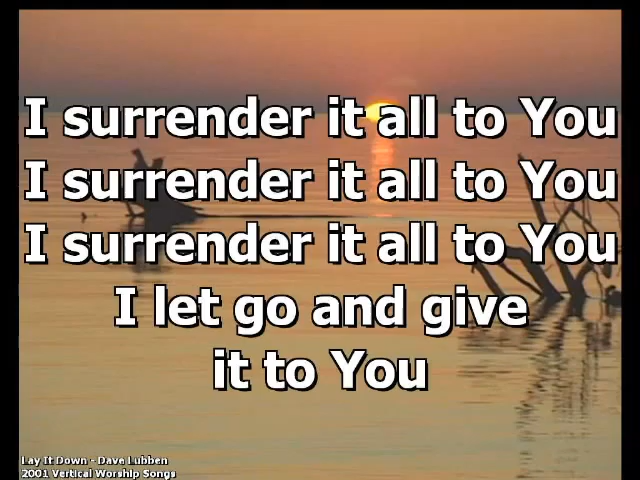 I surrender it all to You
I surrender it all to You
I surrender it all to You
I let go and give
it to You
Lay It Down - Dave Lubben
2001 Vertical Worship Songs